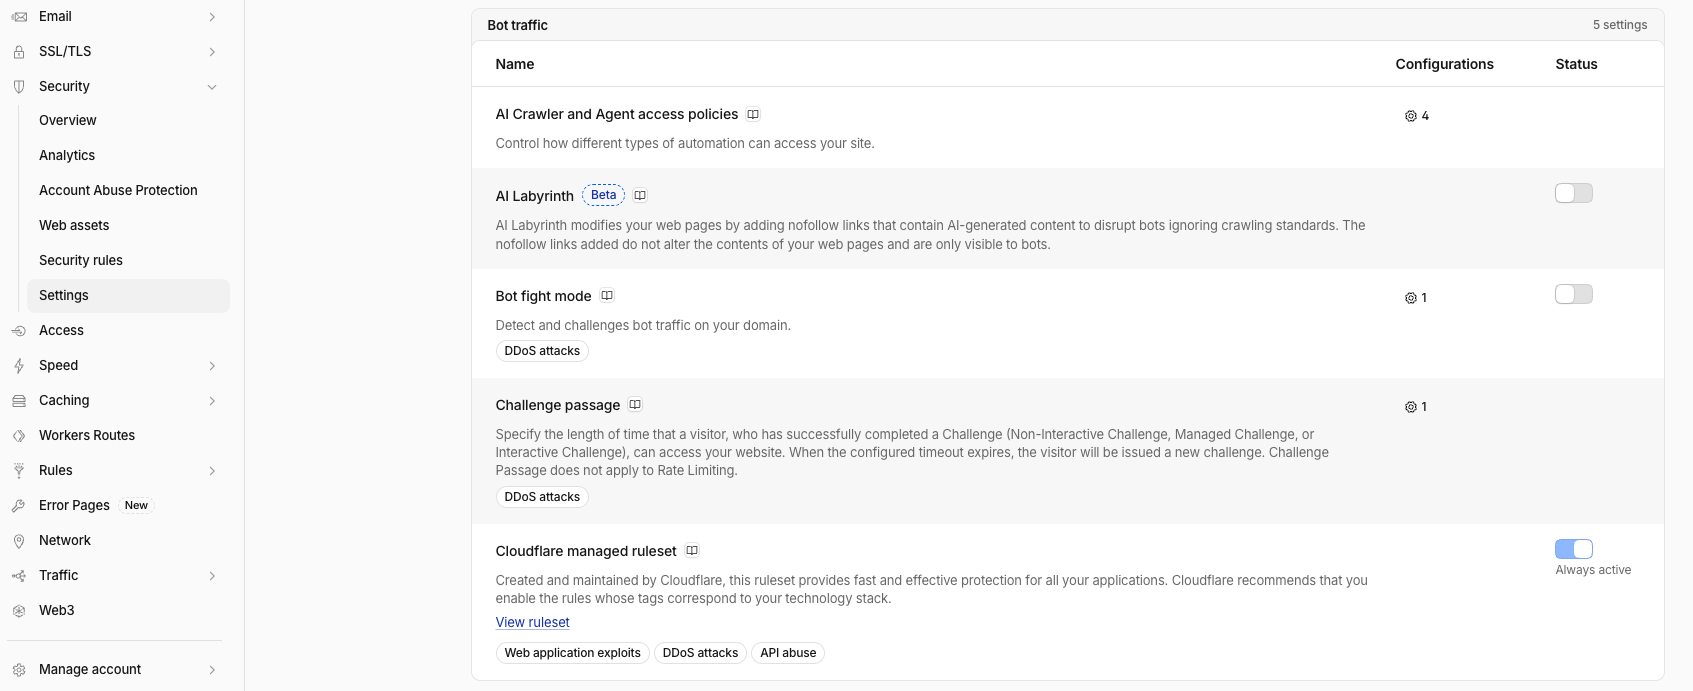 Email
SSL/TLS
Security
Overview
Analytics
Account Abuse Protection
Web assets
Security rules
Settings
Access
Speed
Caching
Workers Routes
Rules
Error Pages New
Network
Traffic
Web3
Manage account
Bot traffic 5 settings
Name Configurations Status
AI Crawler and Agent access policies 4
Control how different types of automation can access your site.
AI Labyrinth Beta
AI Labyrinth modifies your web pages by adding nofollow links that contain AI-generated content to disrupt bots ignoring crawling standards. The
nofollow links added do not alter the contents of your web pages and are only visible to bots.
Bot fight mode 1
Detect and challenges bot traffic on your domain.
DDoS attacks
Challenge passage 1
Specify the length of time that a visitor, who has successfully completed a Challenge (Non-Interactive Challenge, Managed Challenge, or
Interactive Challenge), can access your website. When the configured timeout expires, the visitor will be issued a new challenge. Challenge
Passage does not apply to Rate Limiting.
DDoS attacks
Cloudflare managed ruleset
Always active
Created and maintained by Cloudflare, this ruleset provides fast and effective protection for all your applications. Cloudflare recommends that you
enable the rules whose tags correspond to your technology stack.
View ruleset
Web application exploits DDoS attacks API abuse